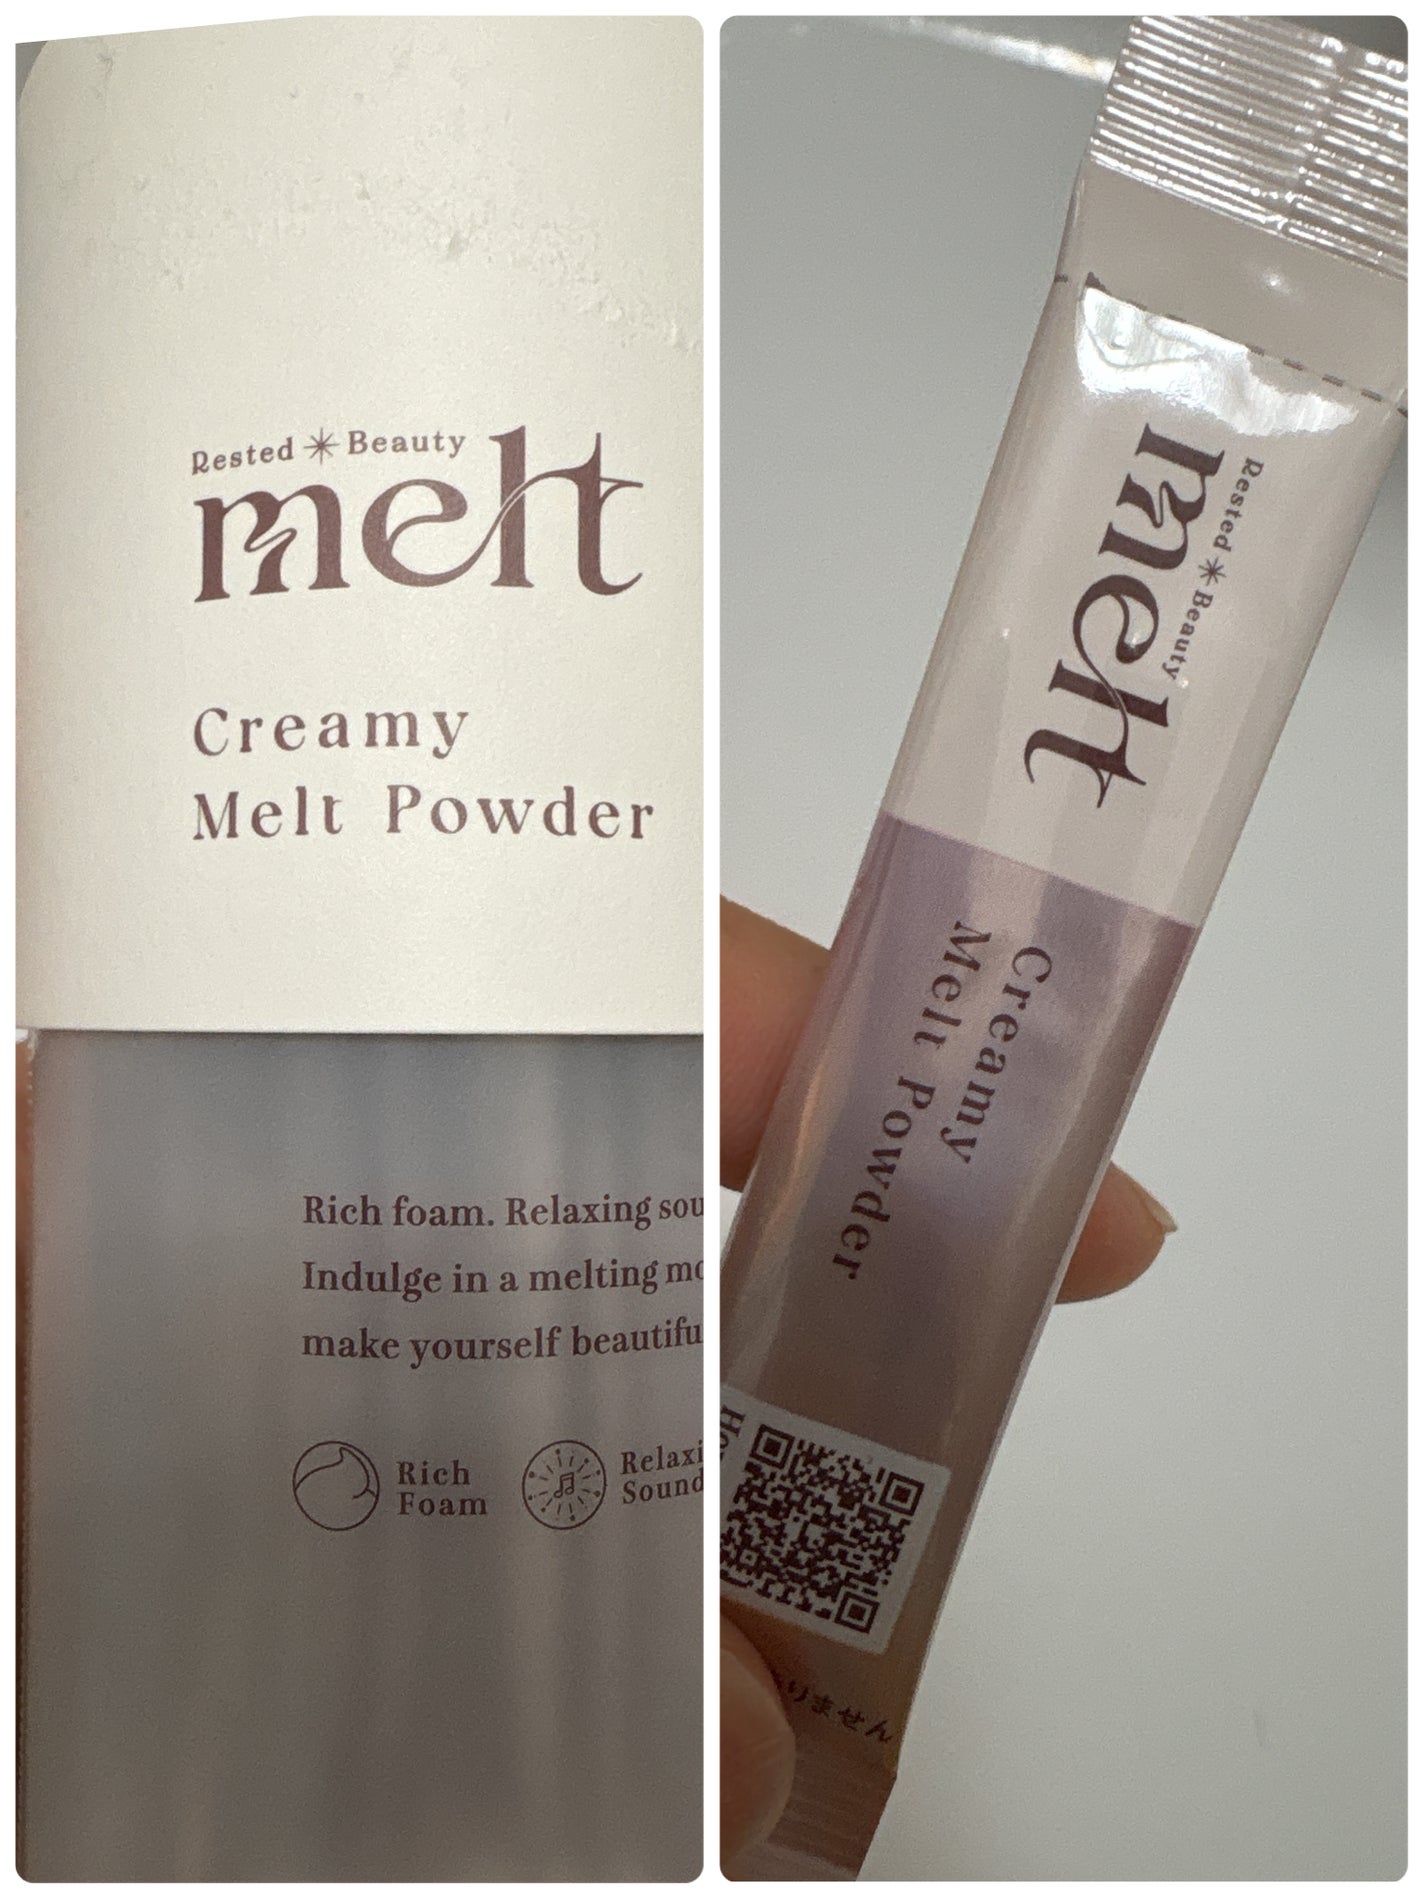 Rested Beauty
melt
Creamy
Melt Powder
Rich foam. Relaxing sou
Indulge in a melting mo
make yourself beautifu
Rich
Foam
Relaxi
Sound
Rested Beauty
melt
Creamy
Melt Powder
りません